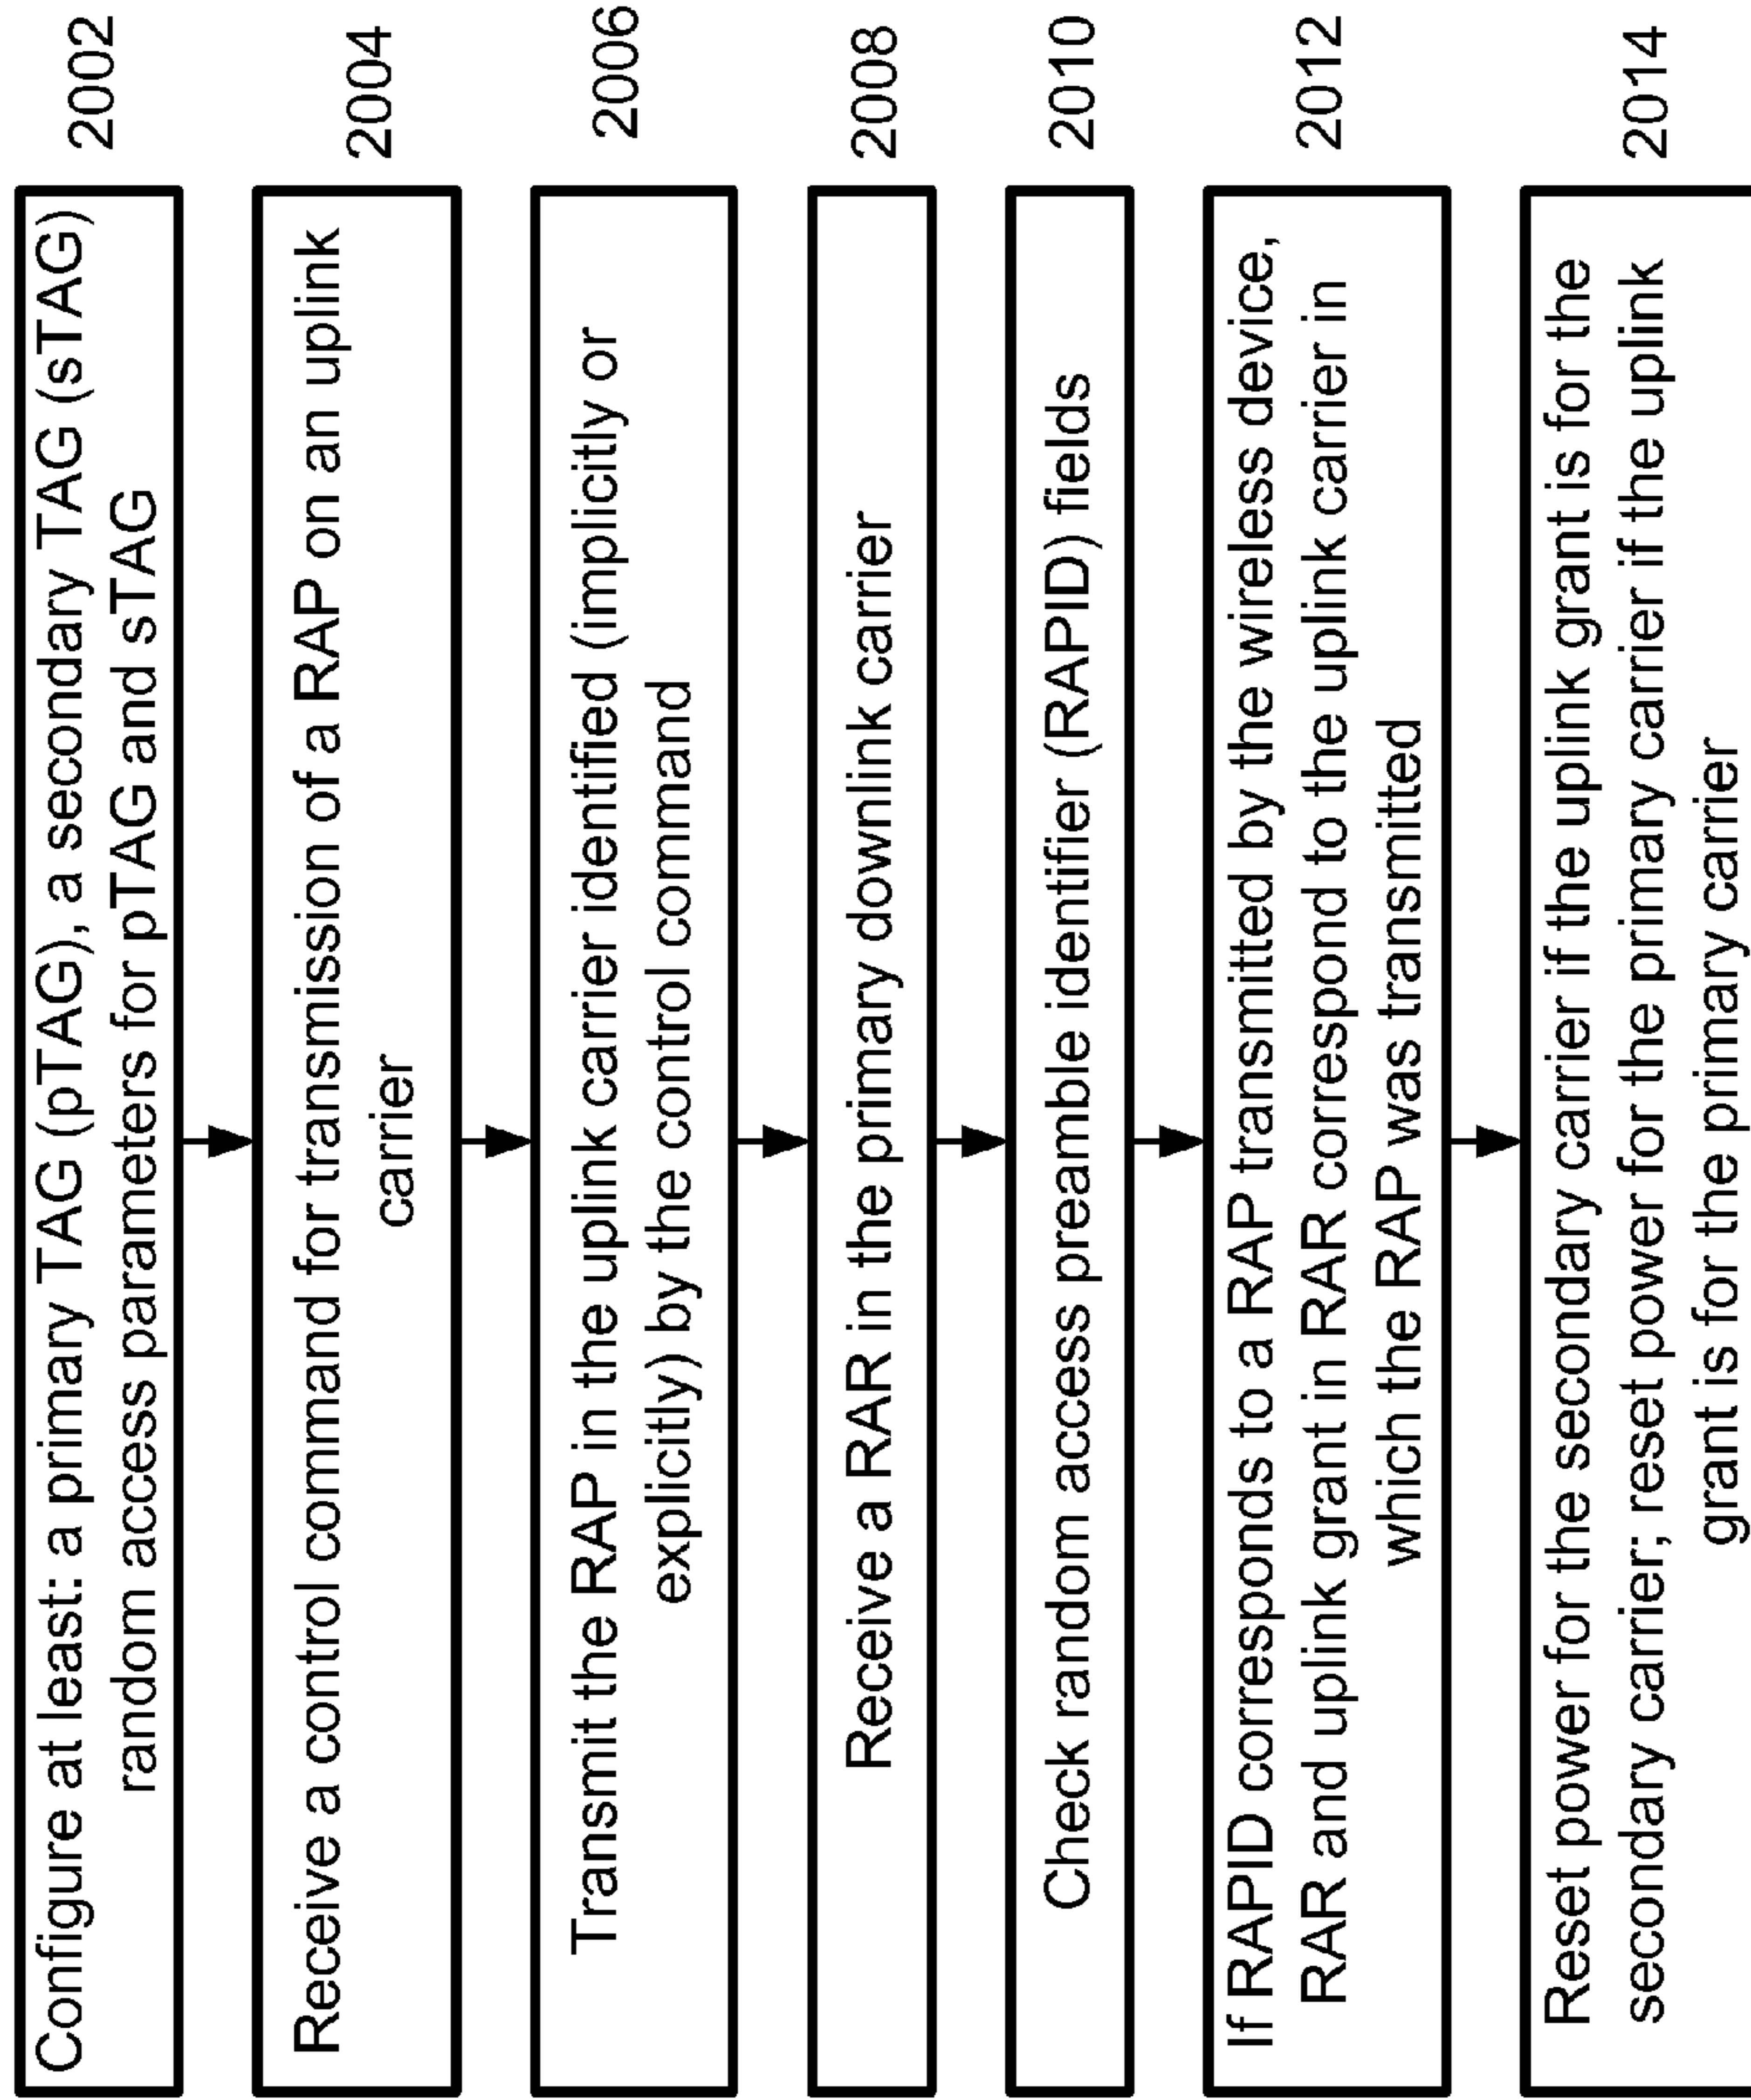 Configure at least: a primary TAG (pTAG), a secondary TAG (sTAG)
random access parameters for pTAG and sTAG
2002
Receive a control command for transmission of a RAP on an uplink
carrier
2004
Transmit the RAP in the uplink carrier identified (implicitly or
explicitly) by the control command
2006
Receive a RAR in the primary downlink carrier
2008
Check random access preamble identifier (RAPID) fields
2010
If RAPID corresponds to a RAP transmitted by the wireless device,
RAR and uplink grant in RAR correspond to the uplink carrier in
which the RAP was transmitted
2012
Reset power for the secondary carrier if the uplink grant is for the
secondary carrier; reset power for the primary carrier if the uplink
grant is for the primary carrier
2014